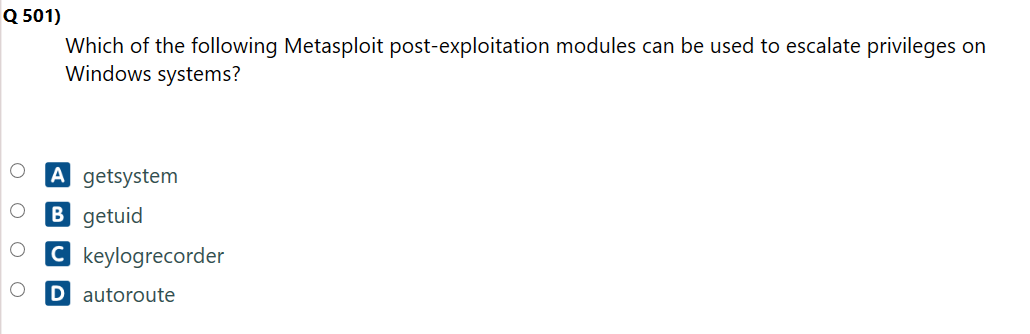 Q 501)
Which of the following Metasploit post-exploitation modules can be used to escalate privileges on
Windows systems?
A getsystem
B getuid
C keylogrecorder
D autoroute